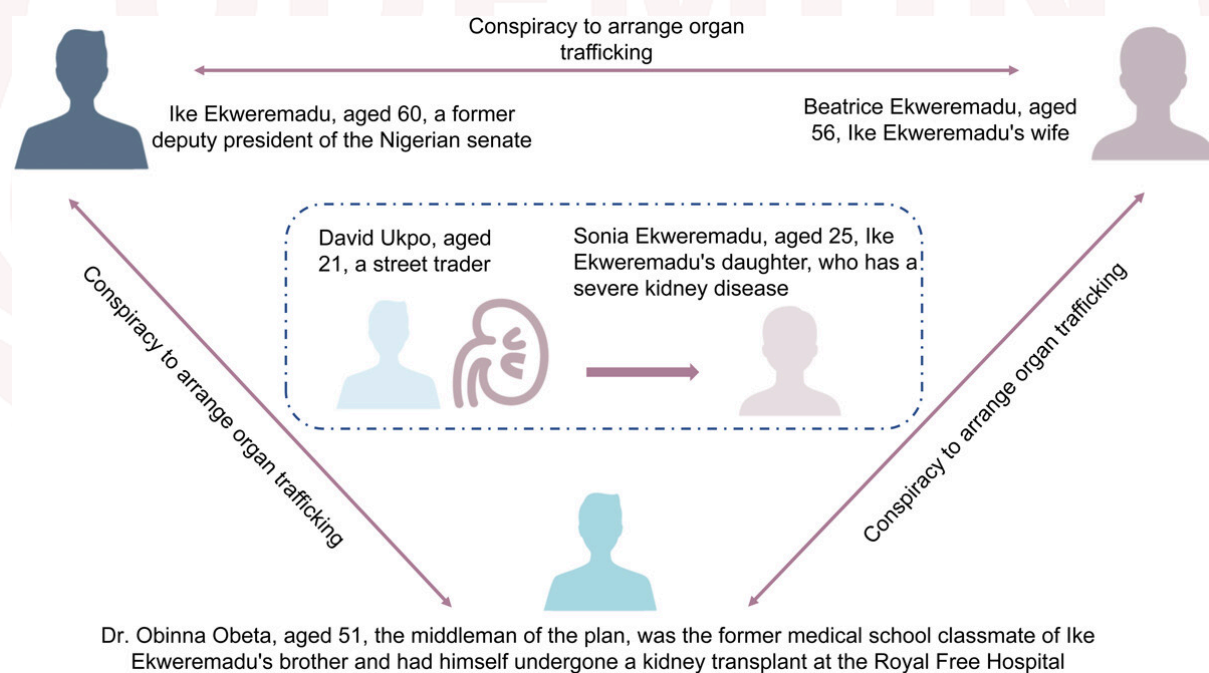 Conspiracy to arrange organ
trafficking
Ike Ekweremadu, aged 60, a former
deputy president of the Nigerian senate
Beatrice Ekweremadu, aged
56, Ike Ekweremadu's wife
David Ukpo, aged
21, a street trader
Sonia Ekweremadu, aged 25, Ike
Ekweremadu's daughter, who has a
severe kidney disease
Conspiracy to arrange organ trafficking
Conspiracy to arrange organ trafficking
Dr. Obinna Obeta, aged 51, the middleman of the plan, was the former medical school classmate of Ike
Ekweremadu's brother and had himself undergone a kidney transplant at the Royal Free Hospital